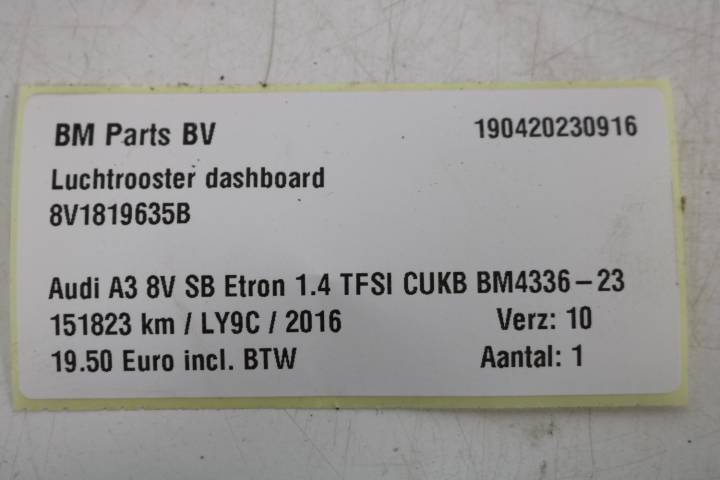 BM Parts BV 190420230916
Luchtrooster dashboard
8V1819635B
Audi A3 8V SB Etron 1.4 TFSI CUKB BM4336-23
151823 km / LY9C / 2016 Verz: 10
19.50 Euro incl. BTW Aantal: 1